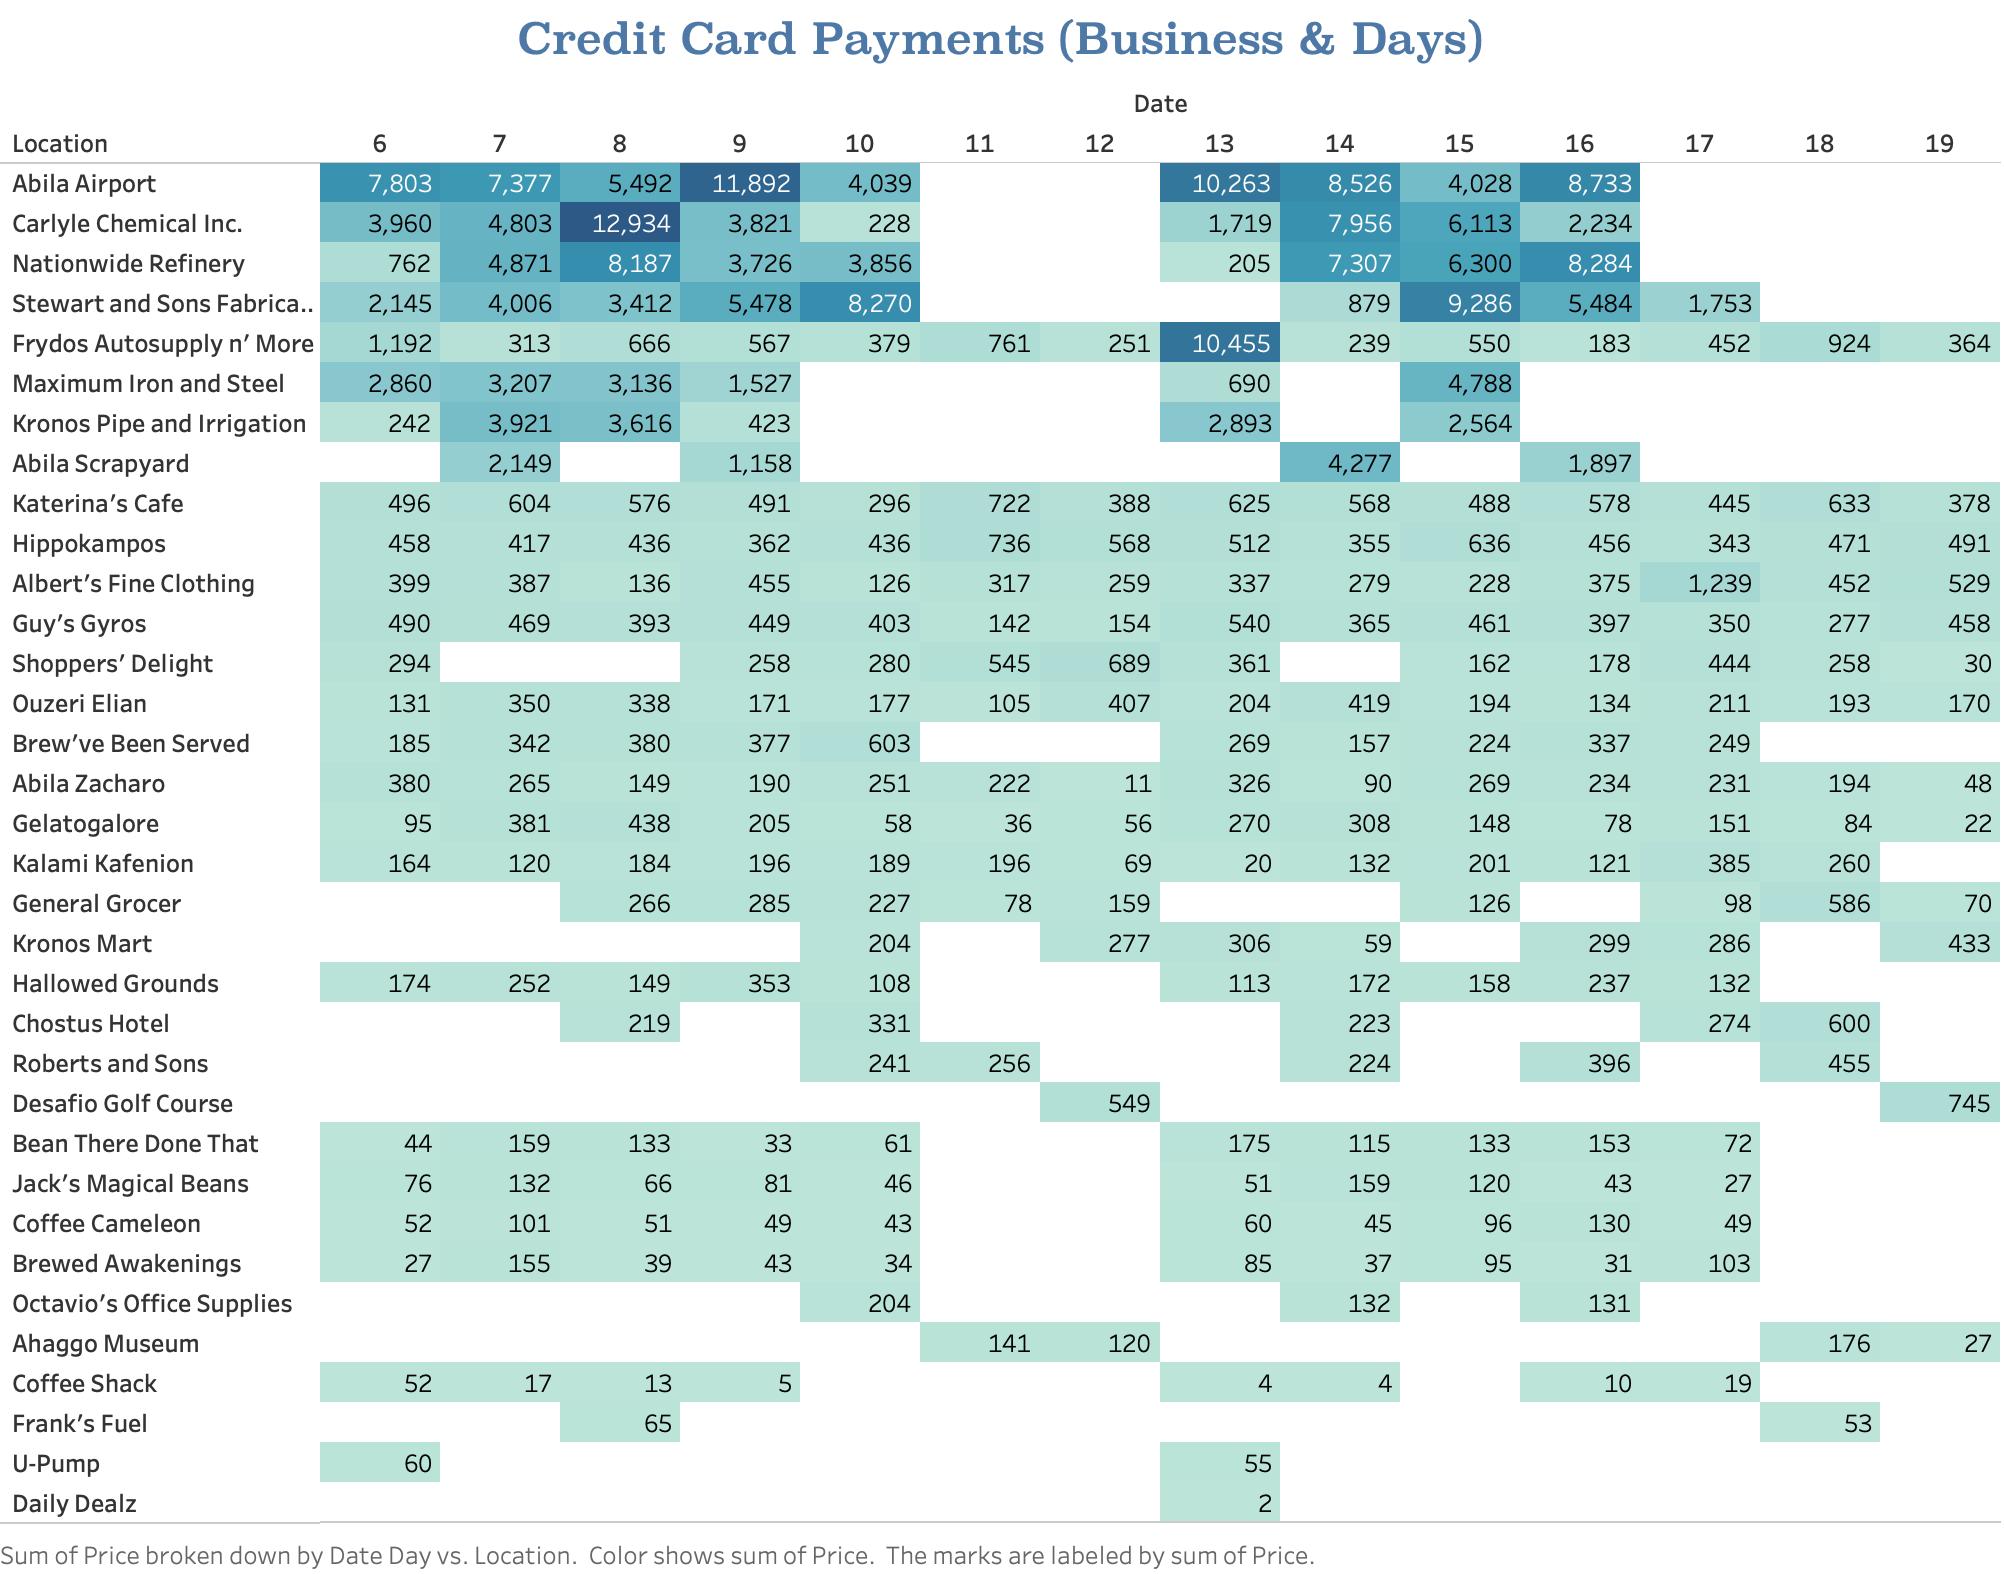 Credit Card Payments (Business & Days)
Date
Location 6 7 8 9 10 11 12 13 14 15 16 17 18 19
Abila Airport 7,803 7,377 5,492 11,892 4,039 10,263 8,526 4,028 8,733
Carlyle Chemical Inc. 3,960 4,803 12,934 3,821 228 1,719 7,956 6,113 2,234
Nationwide Refinery 762 4,871 8,187 3,726 3,856 205 7,307 6,300 8,284
Stewart and Sons Fabrica.. 2,145 4,006 3,412 5,478 8,270 879 9,286 5,484 1,753
Frydos Autosupply n’ More 1,192 313 666 567 379 761 251 10,455 239 550 183 452 924 364
Maximum Iron and Steel 2,860 3,207 3,136 1,527 690 4,788
Kronos Pipe and Irrigation 242 3,921 3,616 423 2,893 2,564
Abila Scrapyard 2,149 1,158 4,277 1,897
Katerina’s Cafe 496 604 576 491 296 722 388 625 568 488 578 445 633 378
Hippokampos 458 417 436 362 436 736 568 512 355 636 456 343 471 491
Albert’s Fine Clothing 399 387 136 455 126 317 259 337 279 228 375 1,239 452 529
Guy’s Gyros 490 469 393 449 403 142 154 540 365 461 397 350 277 458
Shoppers’ Delight 294 258 280 545 689 361 162 178 444 258 30
Ouzeri Elian 131 350 338 171 177 105 407 204 419 194 134 211 193 170
Brew’ve Been Served 185 342 380 377 603 269 157 224 337 249
Abila Zacharo 380 265 149 190 251 222 11 326 90 269 234 231 194 48
Gelatogalore 95 381 438 205 58 36 56 270 308 148 78 151 84 22
Kalami Kafenion 164 120 184 196 189 196 69 20 132 201 121 385 260
General Grocer 266 285 227 78 159 126 98 586 70
Kronos Mart 204 277 306 59 299 286 433
Hallowed Grounds 174 252 149 353 108 113 172 158 237 132
Chostus Hotel 219 331 223 274 600
Roberts and Sons 241 256 224 396 455
Desafio Golf Course 549 745
Bean There Done That 44 159 133 33 61 175 115 133 153 72
Jack’s Magical Beans 76 132 66 81 46 51 159 120 43 27
Coffee Cameleon 52 101 51 49 43 60 45 96 130 49
Brewed Awakenings 27 155 39 43 34 85 37 95 31 103
Octavio’s Office Supplies 204 132 131
Ahaggo Museum 141 120 176 27
Coffee Shack 52 17 13 5 4 4 10 19
Frank’s Fuel 65 53
U-Pump 60 55
Daily Dealz 2
Sum of Price broken down by Date Day vs. Location.  Color shows sum of Price.  The marks are labeled by sum of Price.